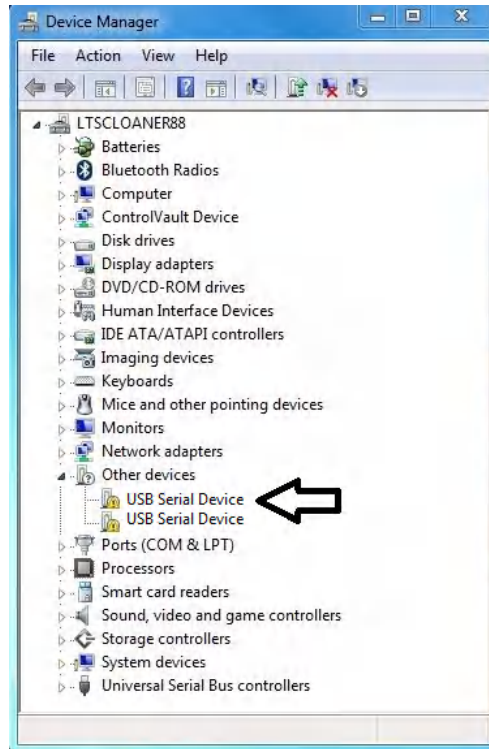 Device Manager
File Action View Help
LTSCLOANER88
Batteries
Bluetooth Radios
Computer
ControlVault Device
Disk drives
Display adapters
DVD/CD-ROM drives
Human Interface Devices
IDE ATA/ATAPI controllers
Imaging devices
Keyboards
Mice and other pointing devices
Monitors
Network adapters
Other devices
USB Serial Device
USB Serial Device
Ports (COM & LPT)
Processors
Smart card readers
Sound, video and game controllers
Storage controllers
System devices
Universal Serial Bus controllers